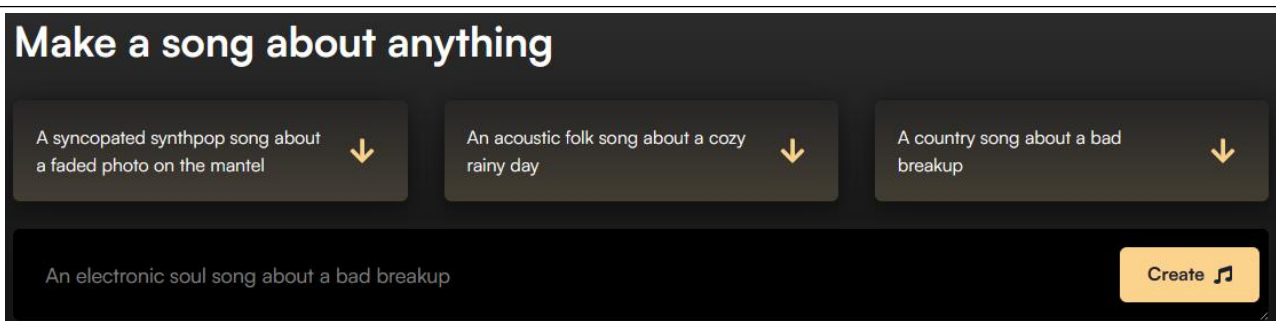 Make a song about anything
A syncopated synthpop song about
a faded photo on the mantel
An acoustic folk song about a cozy
rainy day
A country song about a bad
breakup
An electronic soul song about a bad breakup
Create